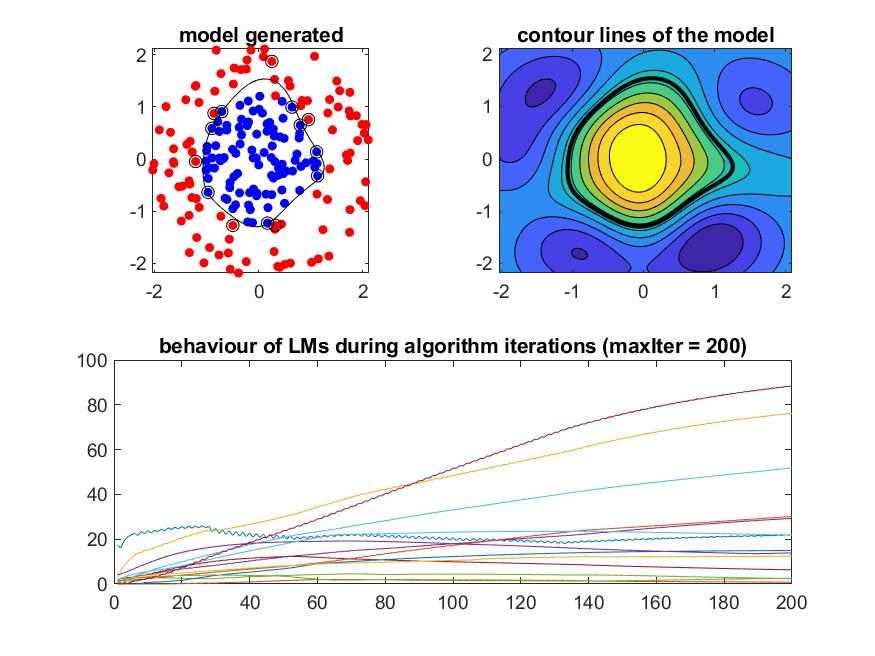 model generated
contour lines of the model
2
1
0
-1
-2
-2 0 2
2
1
0
-1
-2
-2 -1 0 1 2
behaviour of LMs during algorithm iterations (maxIter = 200)
100
80
60
40
20
0
0 20 40 60 80 100 120 140 160 180 200